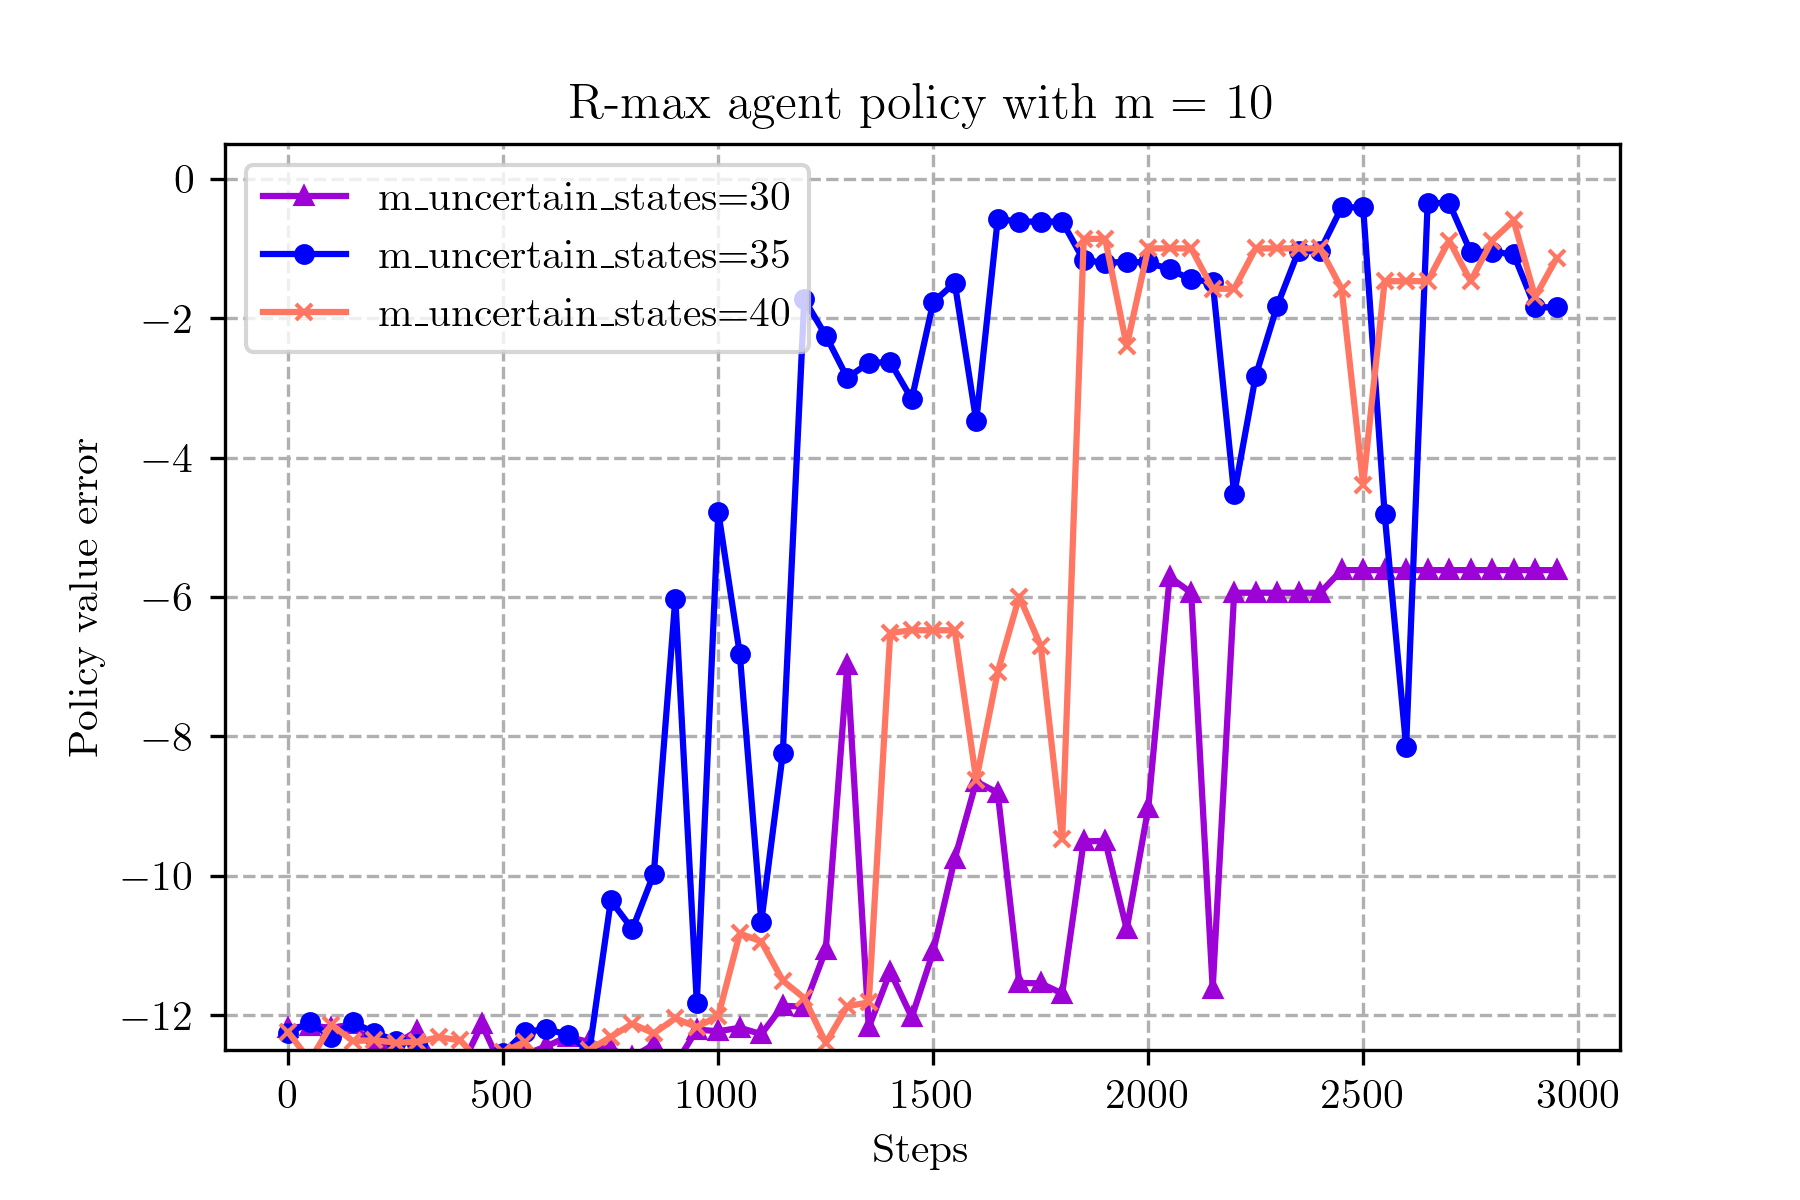 R-max agent policy with m = 10
m_uncertain_states=30
m_uncertain_states=35
m_uncertain_states=40
Policy value error
0
−2
−4
−6
−8
−10
−12
0 500 1000 1500 2000 2500 3000
Steps